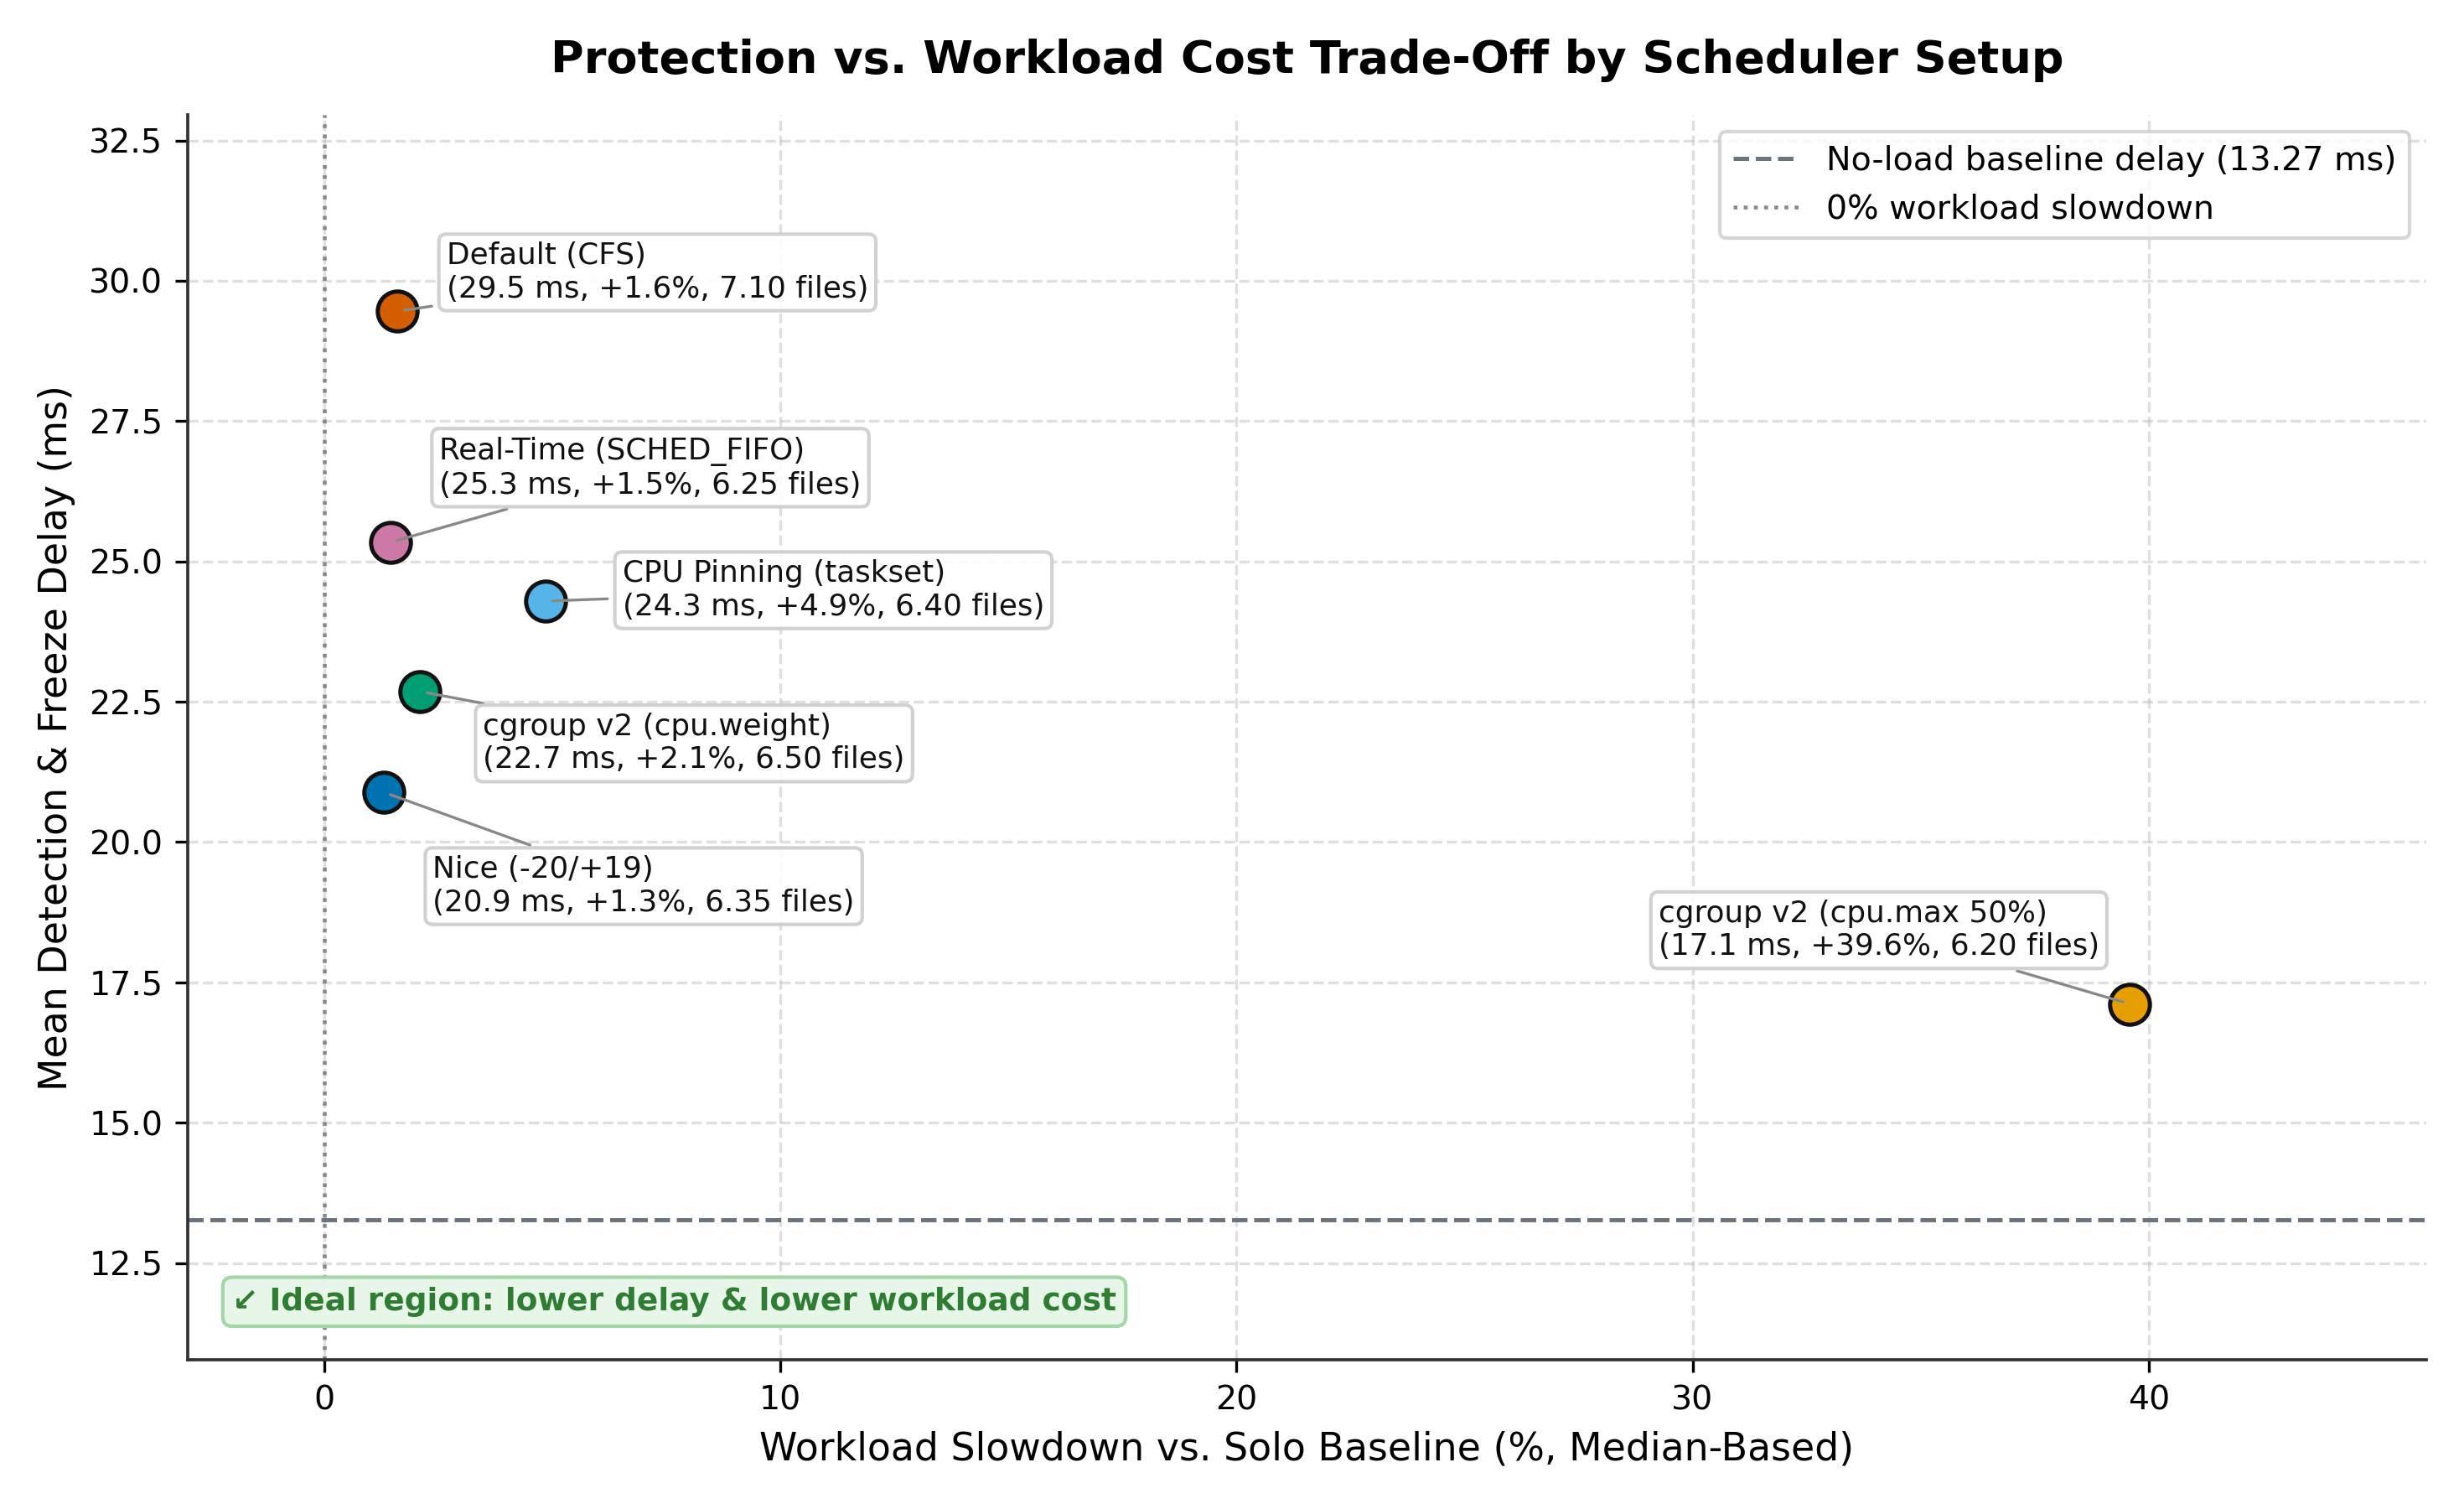 Protection vs. Workload Cost Trade-Off by Scheduler Setup
Mean Detection & Freeze Delay (ms)
32.5
30.0
27.5
25.0
22.5
20.0
17.5
15.0
12.5
No-load baseline delay (13.27 ms)
0% workload slowdown
Default (CFS)
(29.5 ms, +1.6%, 7.10 files)
Real-Time (SCHED_FIFO)
(25.3 ms, +1.5%, 6.25 files)
CPU Pinning (taskset)
(24.3 ms, +4.9%, 6.40 files)
cgroup v2 (cpu.weight)
(22.7 ms, +2.1%, 6.50 files)
Nice (-20/+19)
(20.9 ms, +1.3%, 6.35 files)
cgroup v2 (cpu.max 50%)
(17.1 ms, +39.6%, 6.20 files)
↙ Ideal region: lower delay & lower workload cost
0
10
20
30
40
Workload Slowdown vs. Solo Baseline (%, Median-Based)